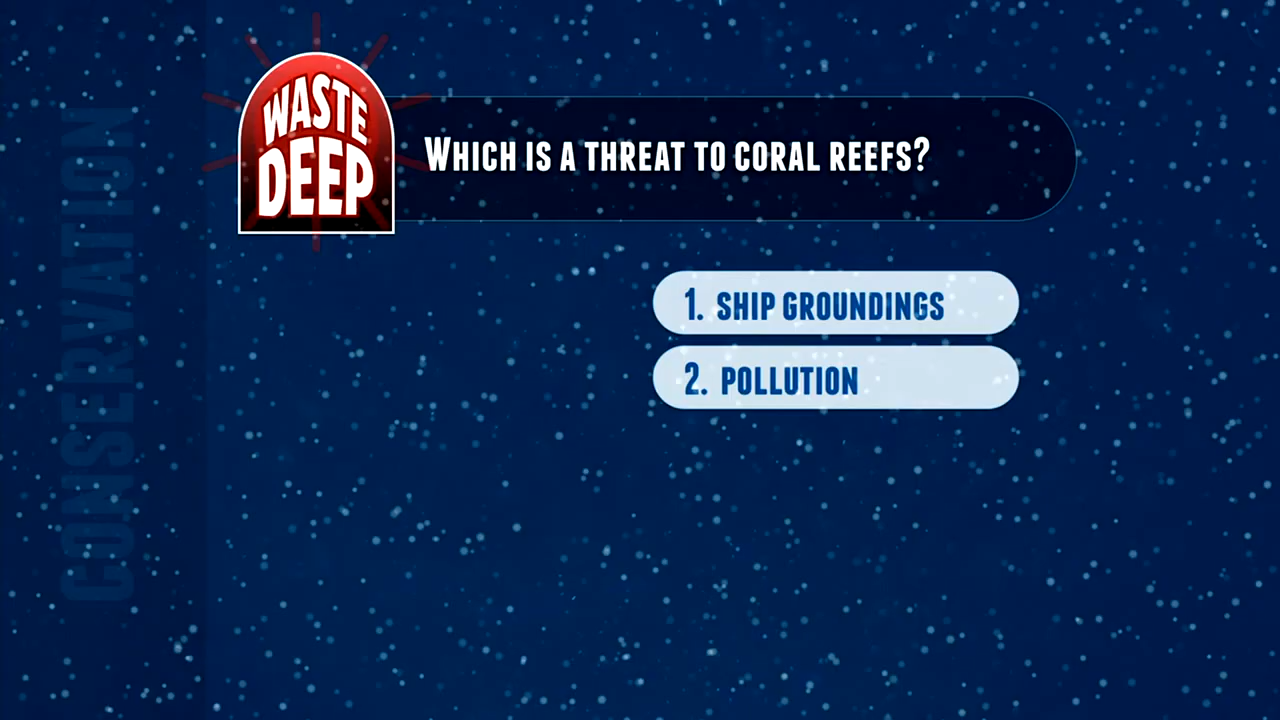 WASTE
DEEP
WHICH IS A THREAT TO CORAL REEFS?
1. SHIP GROUNDINGS
2. POLLUTION
CONSERVATION